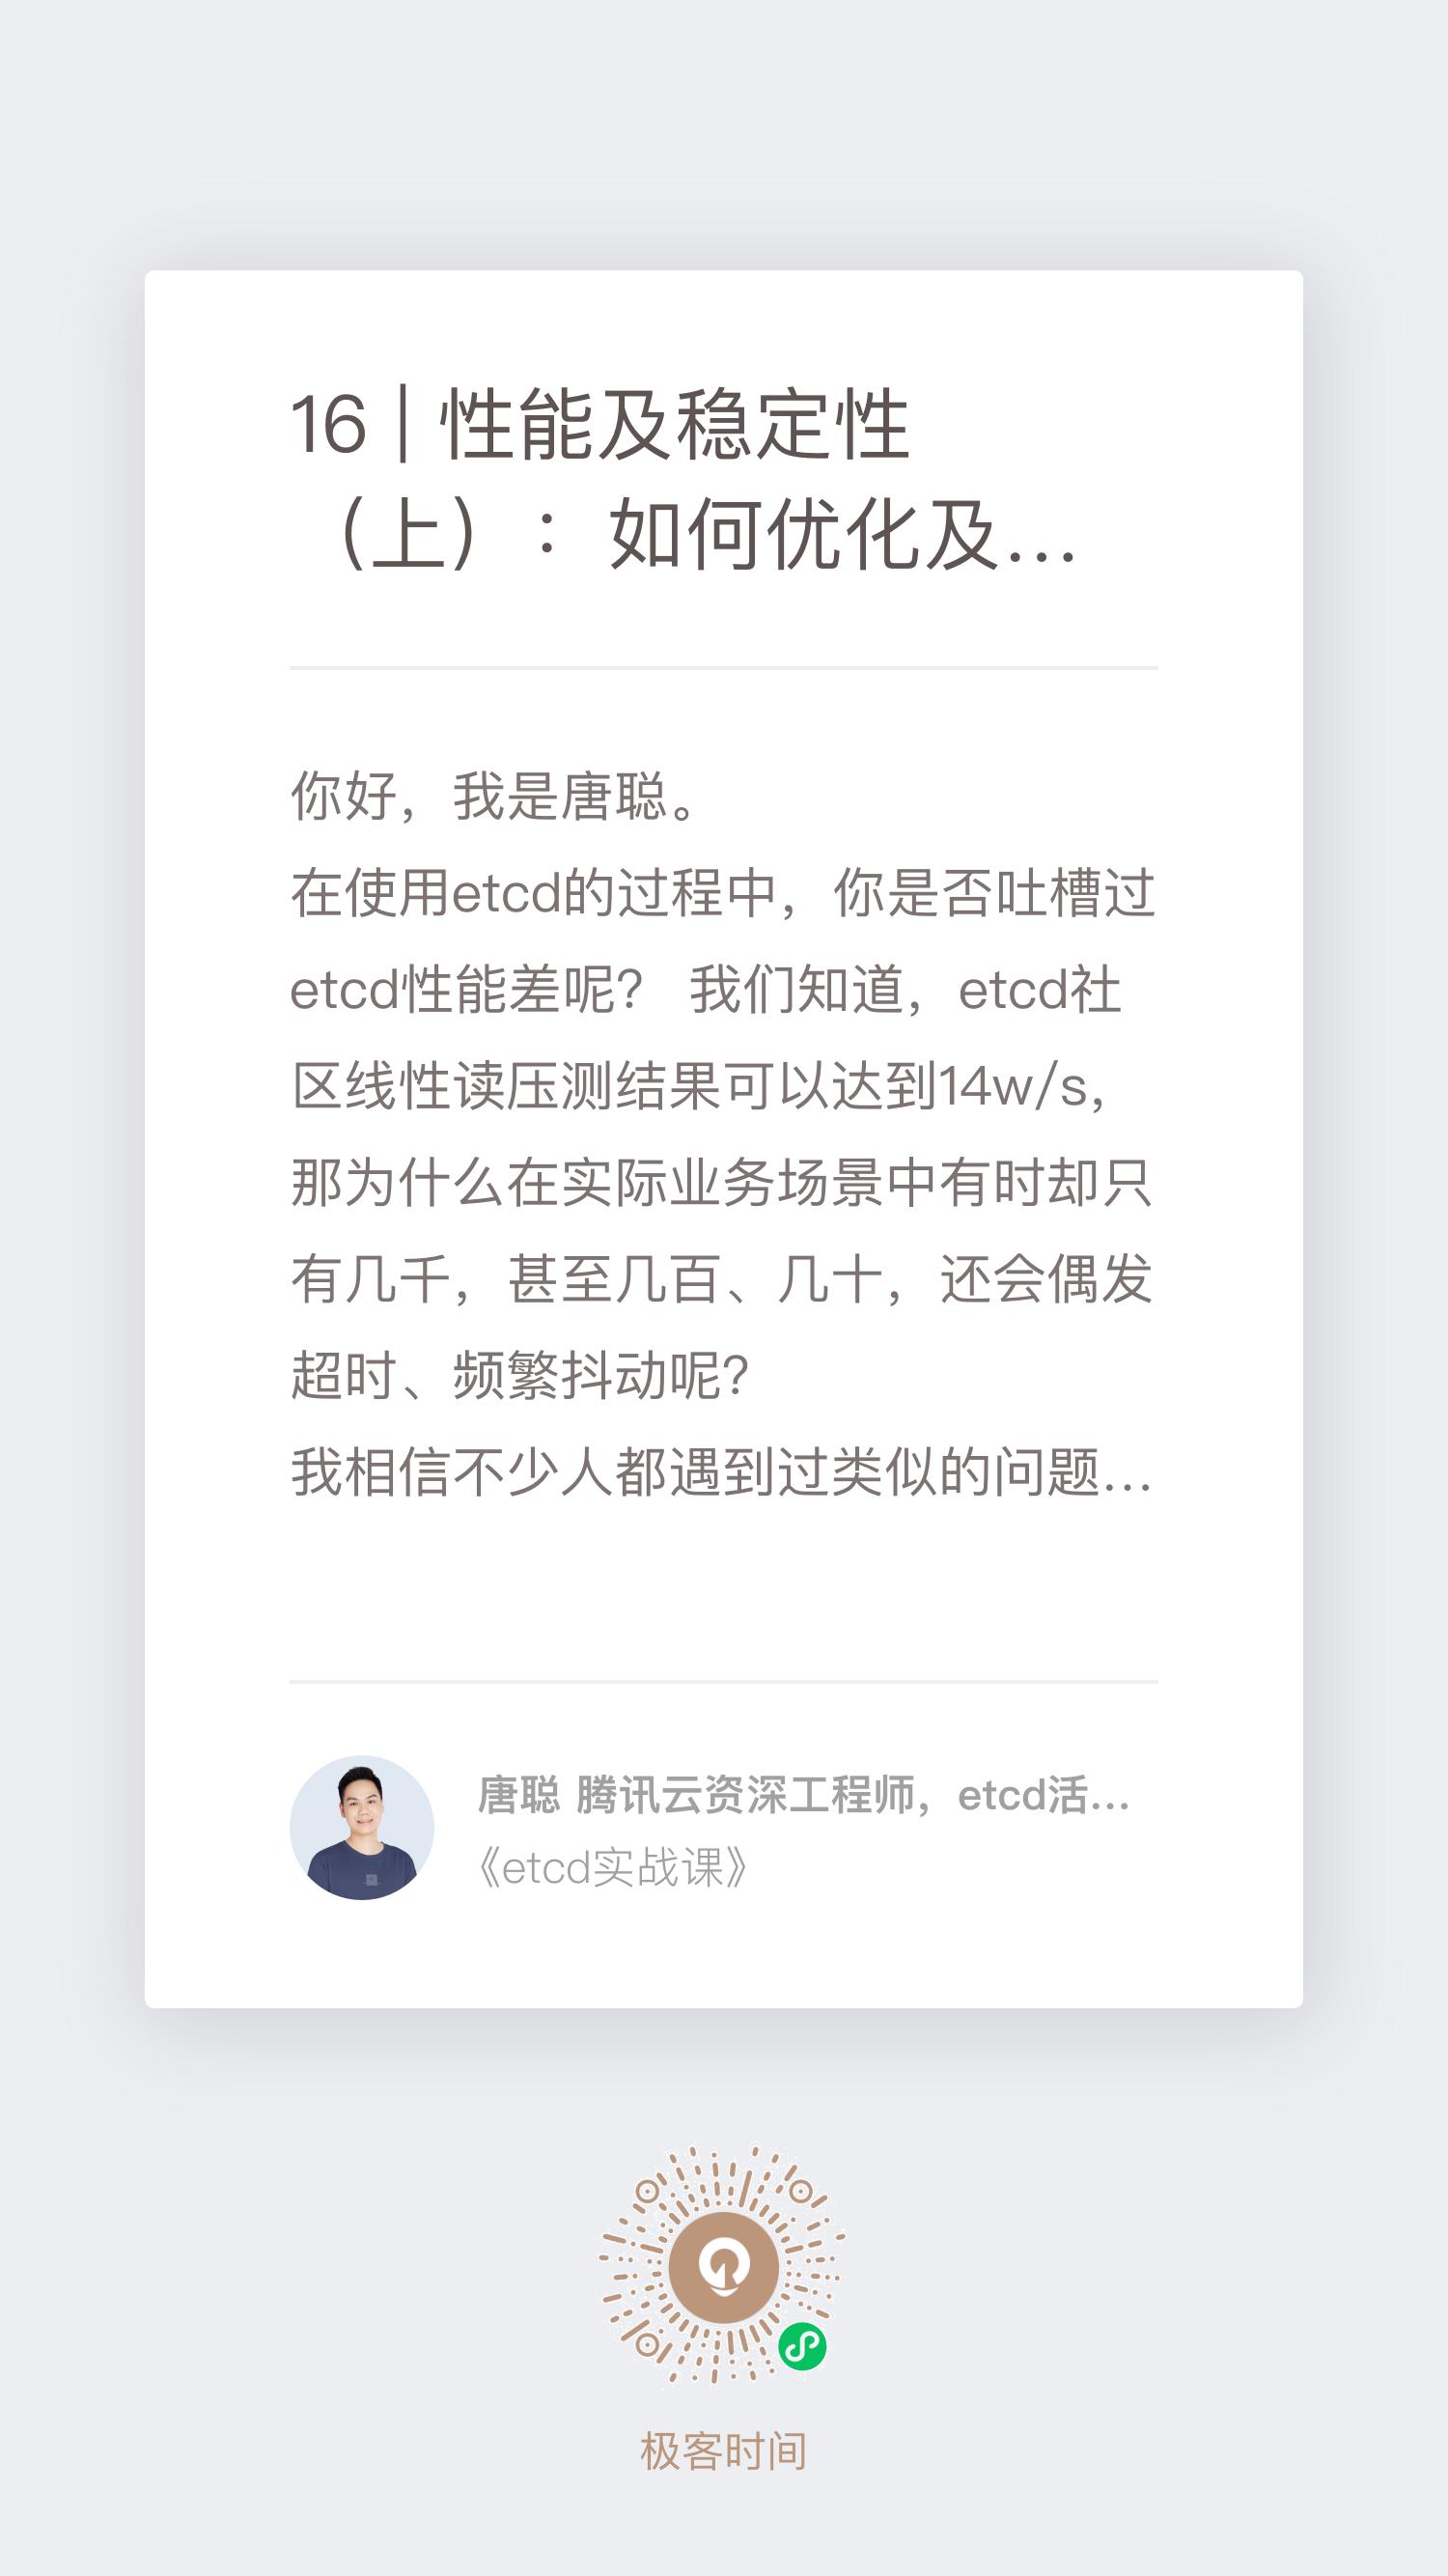 16 | 性能及稳定性
（上）：如何优化及...
你好，我是唐聪。
在使用etcd的过程中，你是否吐槽过
etcd性能差呢？ 我们知道，etcd社
区线性读压测结果可以达到14w/s，
那为什么在实际业务场景中有时却只
有几千，甚至几百、几十，还会偶发
超时、频繁抖动呢？
我相信不少人都遇到过类似的问题...
唐聪 腾讯云资深工程师，etcd活...
《etcd实战课》
极客时间